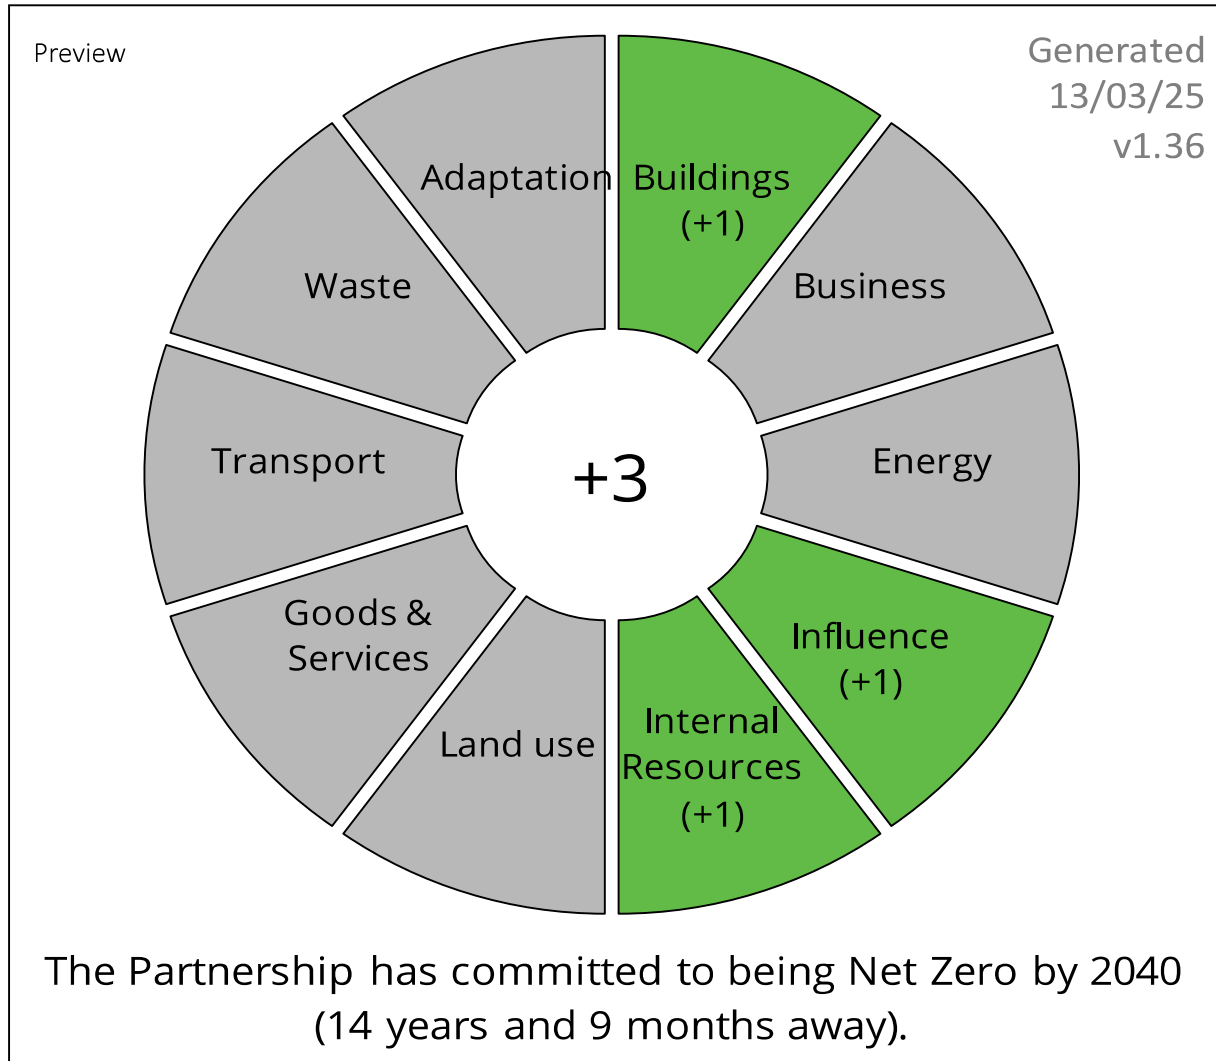 Preview
Generated
13/03/25
v1.36
Adaptation
Buildings
(+1)
Waste
Business
Transport
+3
Energy
Goods &
Services
Influence
(+1)
Land use
Internal
Resources
(+1)
The Partnership has committed to being Net Zero by 2040
(14 years and 9 months away).